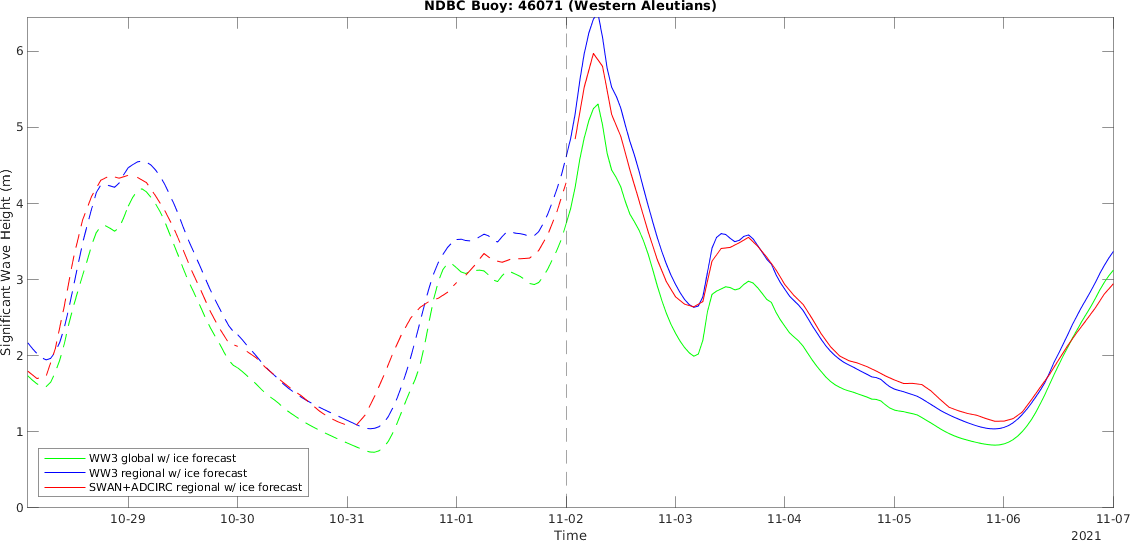 NDBC Buoy: 46071 (Western Aleutians)
Significant Wave Height (m)
6
5
4
3
2
1
0
WW3 global w/ ice forecast
WW3 regional w/ ice forecast
SWAN+ADCIRC regional w/ ice forecast
10-29 10-30 10-31 11-01 11-02 11-03 11-04 11-05 11-06 11-07
Time
2021